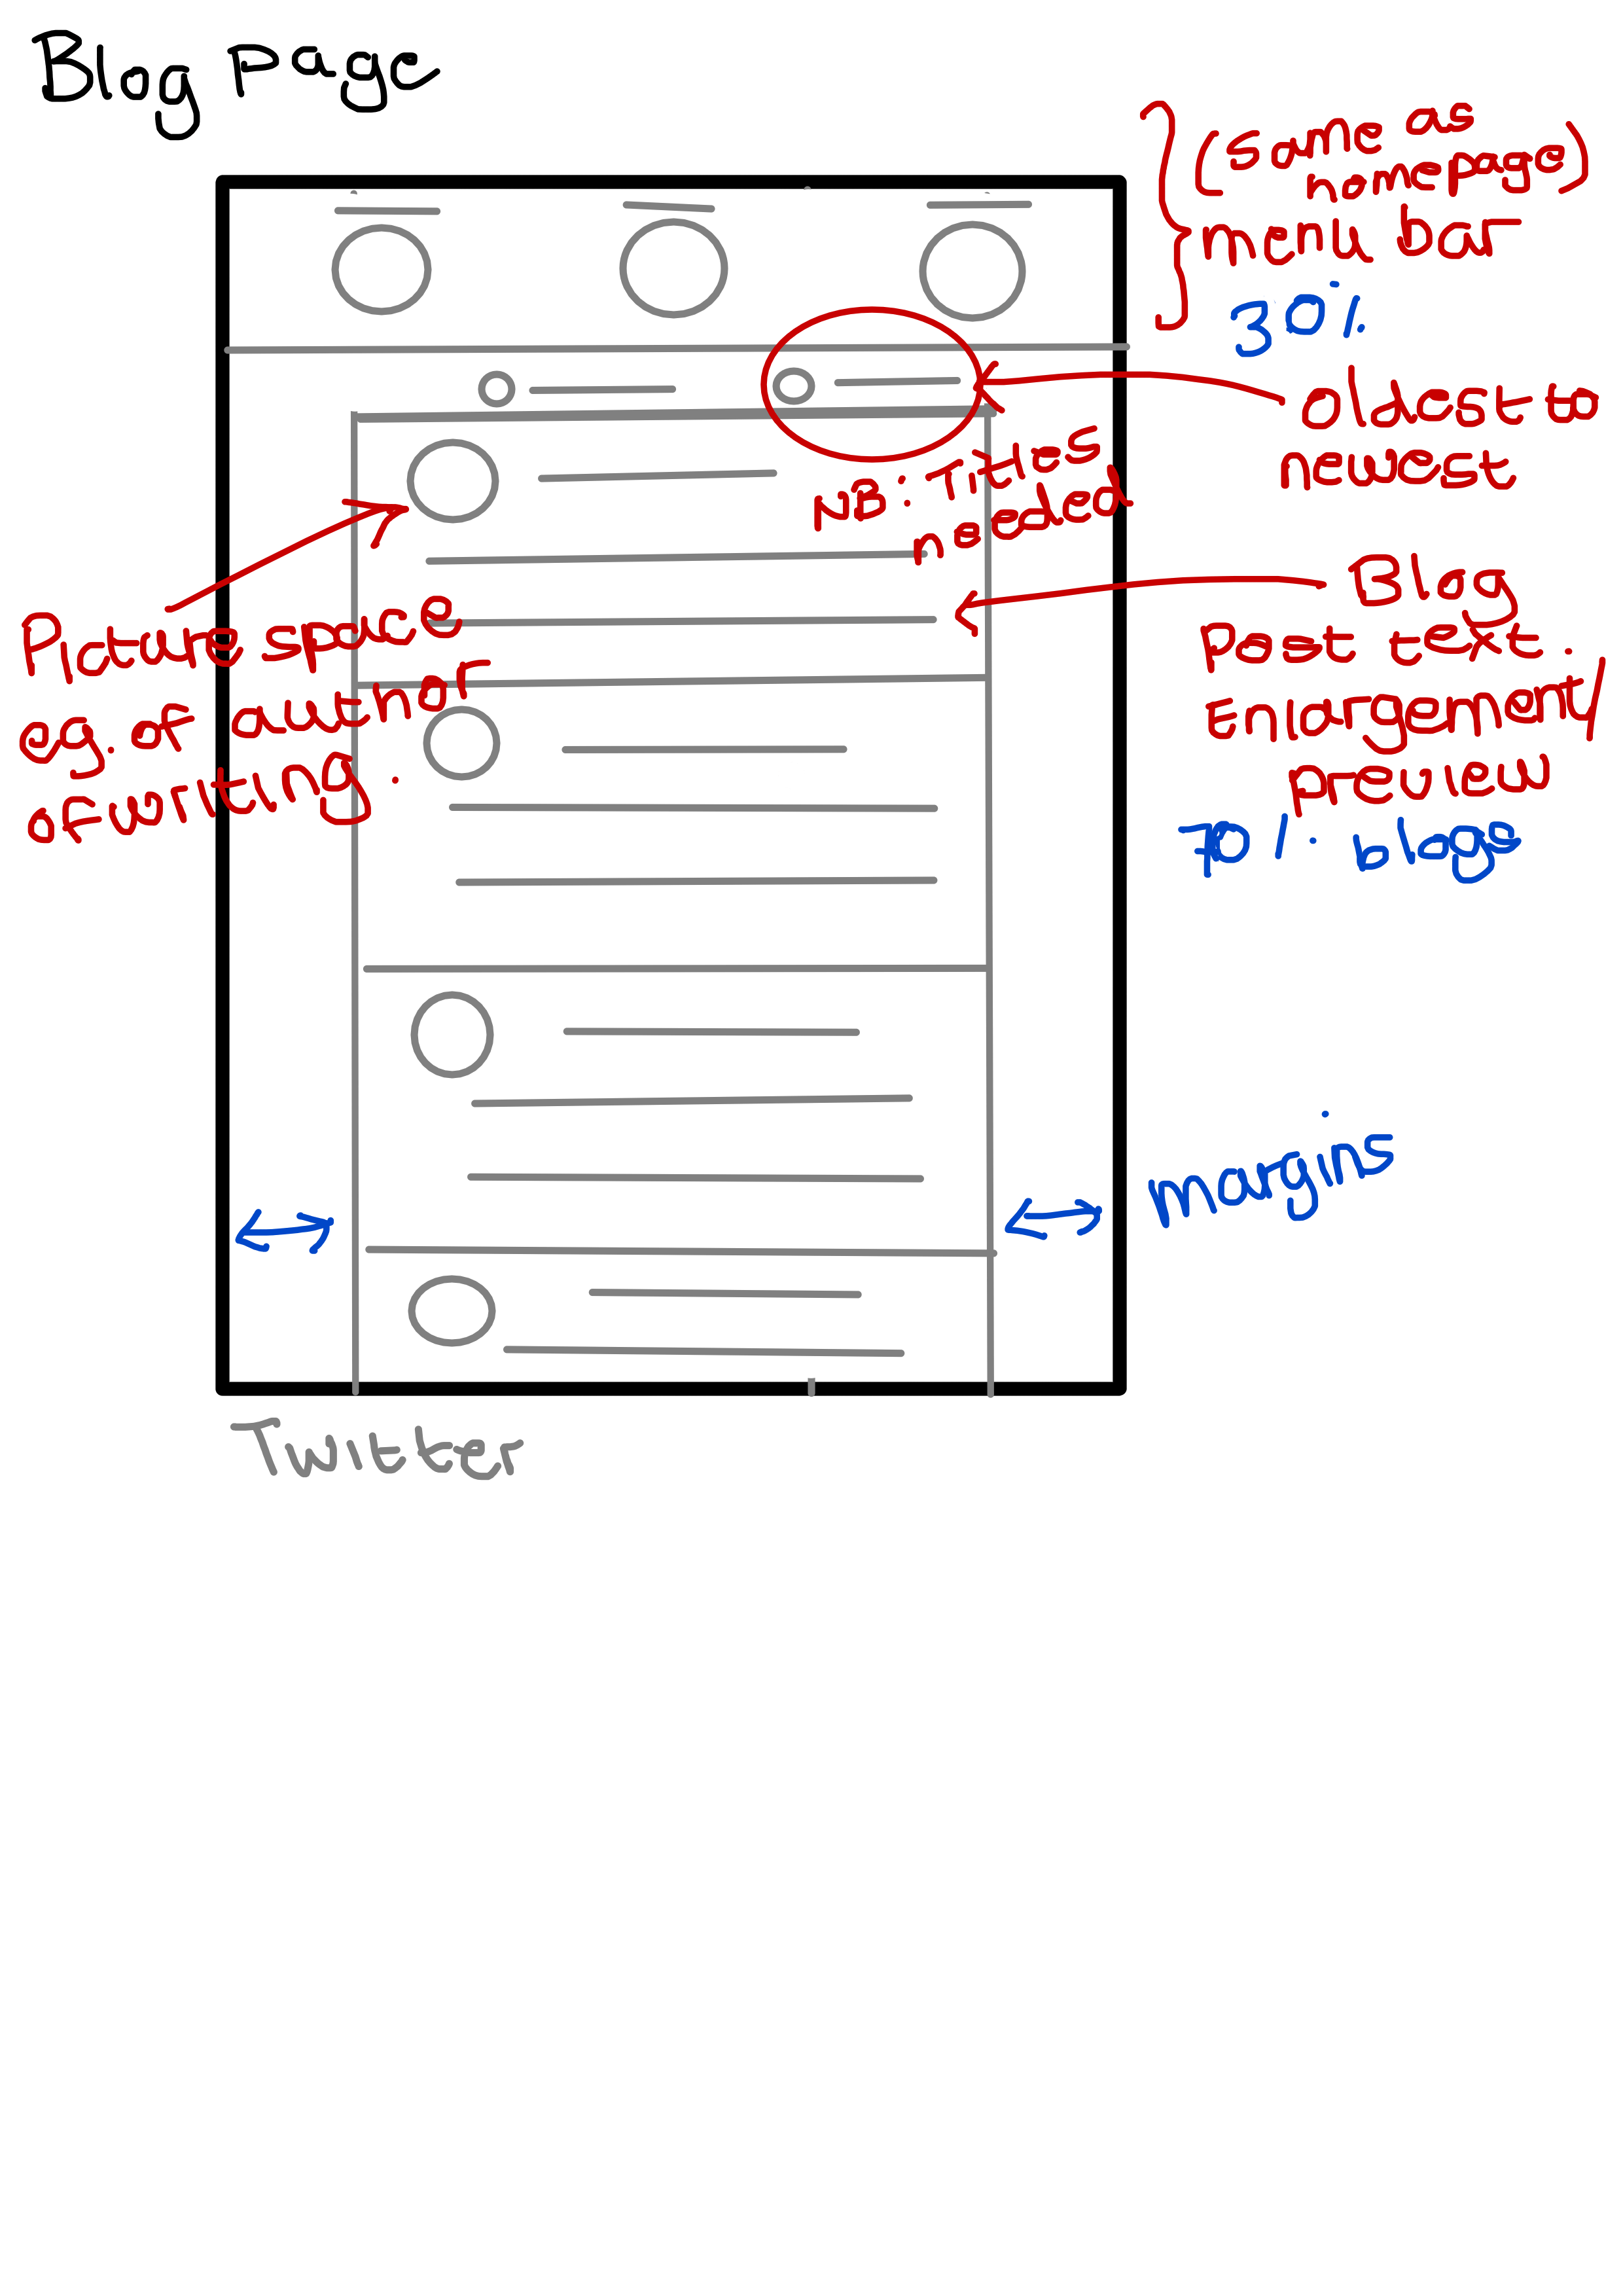 Blog page
(same as
homepage)
menu bar
30%
oldest to
newest
NB: Titles
needed
Blog
post text.
Enlargement/
preview
70% blogs
Picture space
eg. of author
of writing.
margins
Twitter